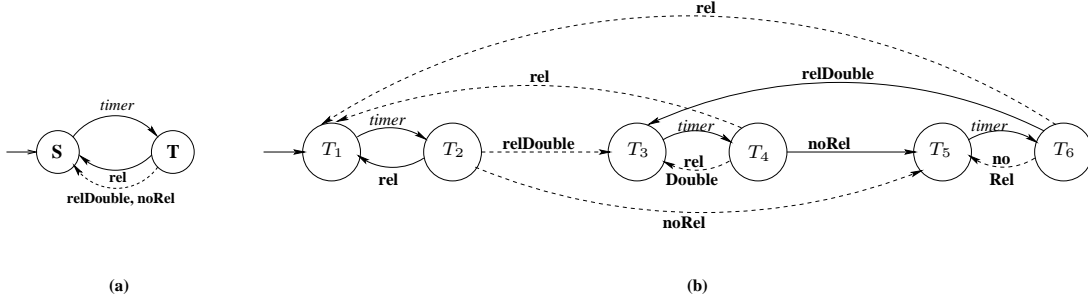 rel
rel
relDouble
timer
S
T
rel
relDouble, noRel
timer
T1
T2
rel
relDouble
timer
T3
T4
rel
Double
noRel
timer
T5
T6
no
Rel
noRel
(a)
(b)